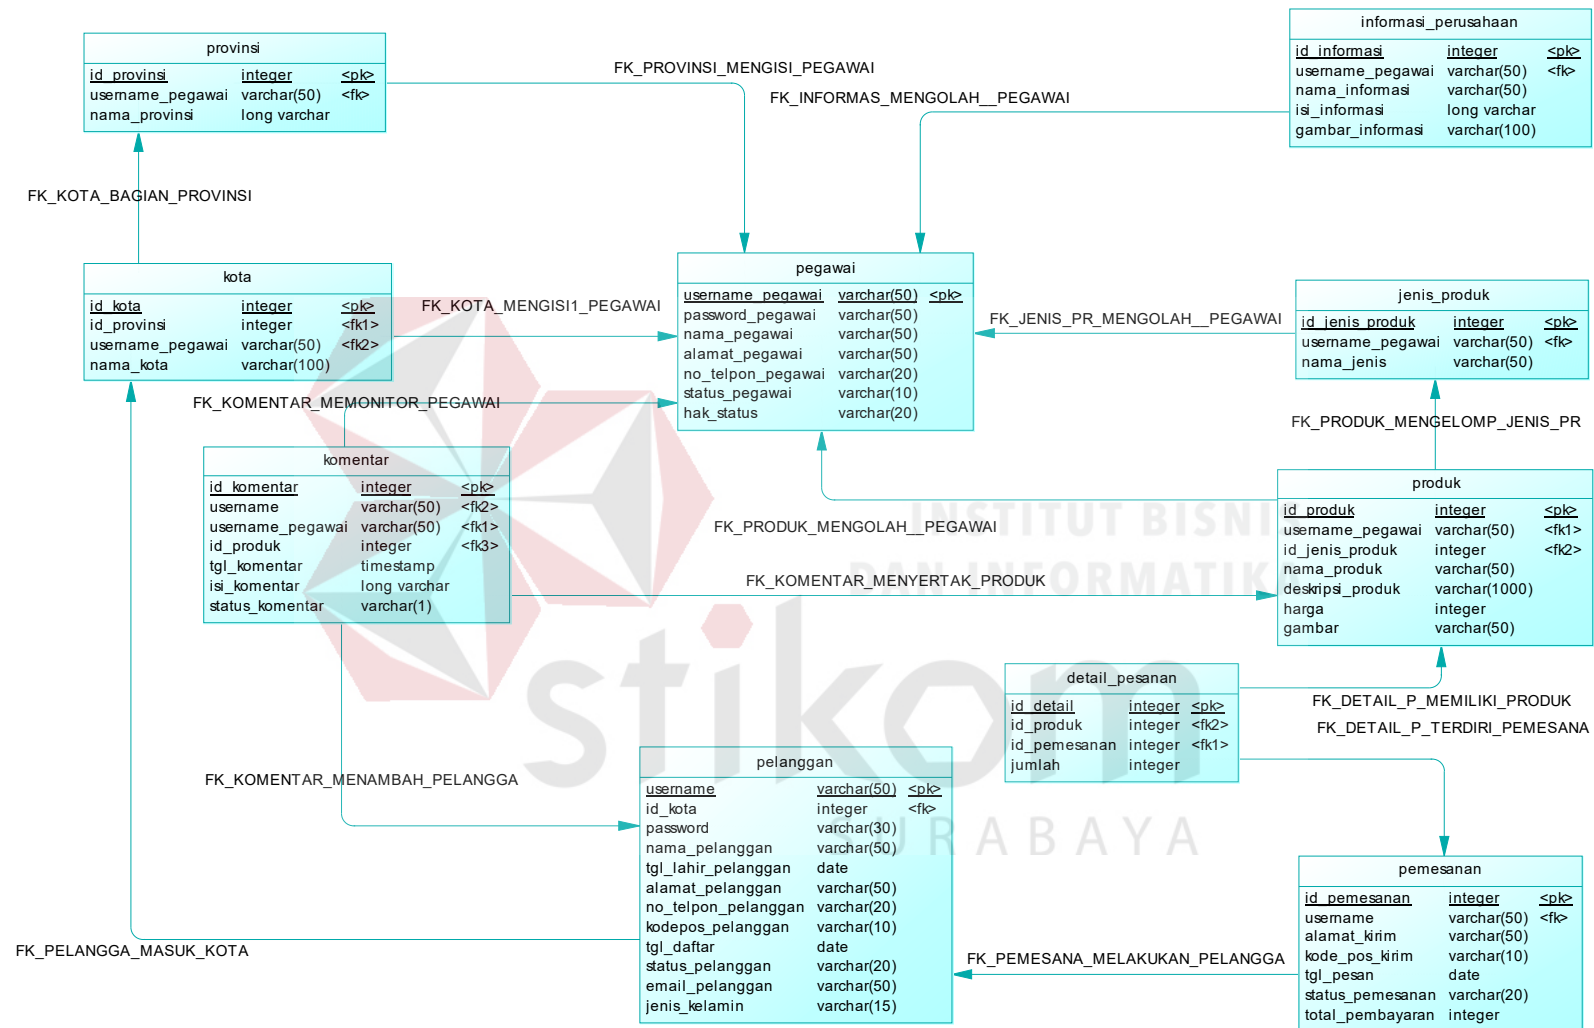 provinsi
id_provinsi integer <pk>
username_pegawai varchar(50) <fk>
nama_provinsi long varchar
informasi_perusahaan
id_informasi integer <pk>
username_pegawai varchar(50) <fk>
nama_informasi varchar(50)
isi_informasi long varchar
gambar_informasi varchar(100)
FK_PROVINSI_MENGISI_PEGAWAI
FK_INFORMAS_MENGOLAH__PEGAWAI
FK_KOTA_BAGIAN_PROVINSI
kota
id_kota integer <pk>
id_provinsi integer <fk1>
username_pegawai varchar(50) <fk2>
nama_kota varchar(100)
FK_KOTA_MENGISI1_PEGAWAI
pegawai
username_pegawai varchar(50) <pk>
password_pegawai varchar(50)
nama_pegawai varchar(50)
alamat_pegawai varchar(50)
no_telpon_pegawai varchar(20)
status_pegawai varchar(10)
hak_status varchar(20)
FK_JENIS_PR_MENGOLAH__PEGAWAI
jenis_produk
id_jenis_produk integer <pk>
username_pegawai varchar(50) <fk>
nama_jenis varchar(50)
FK_KOMENTAR_MEMONITOR_PEGAWAI
FK_PRODUK_MENGELOMP_JENIS_PR
komentar
id_komentar integer <pk>
username varchar(50) <fk2>
username_pegawai varchar(50) <fk1>
id_produk integer <fk3>
tgl_komentar timestamp
isi_komentar long varchar
status_komentar varchar(1)
FK_PRODUK_MENGOLAH__PEGAWAI
FK_KOMENTAR_MENYERTAK_PRODUK
produk
id_produk integer <pk>
username_pegawai varchar(50) <fk1>
id_jenis_produk integer <fk2>
nama_produk varchar(50)
deskripsi_produk varchar(1000)
harga integer
gambar varchar(50)
INSTITUT BISNIS
DAN INFORMATIKA
stikom
SURABAYA
detail_pesanan
id_detail integer <pk>
id_produk integer <fk2>
id_pemesanan integer <fk1>
jumlah integer
FK_DETAIL_P_MEMILIKI_PRODUK
FK_DETAIL_P_TERDIRI_PEMESANA
FK_KOMENTAR_MENAMBAH_PELANGGA
pelanggan
username varchar(50) <pk>
id_kota integer <fk>
password varchar(30)
nama_pelanggan varchar(50)
tgl_lahir_pelanggan date
alamat_pelanggan varchar(50)
no_telpon_pelanggan varchar(20)
kodepos_pelanggan varchar(10)
tgl_daftar date
status_pelanggan varchar(20)
email_pelanggan varchar(50)
jenis_kelamin varchar(15)
FK_PELANGGA_MASUK_KOTA
FK_PEMESANA_MELAKUKAN_PELANGGA
pemesanan
id_pemesanan integer <pk>
username varchar(50) <fk>
alamat_kirim varchar(50)
kode_pos_kirim varchar(10)
tgl_pesan date
status_pemesanan varchar(20)
total_pembayaran integer